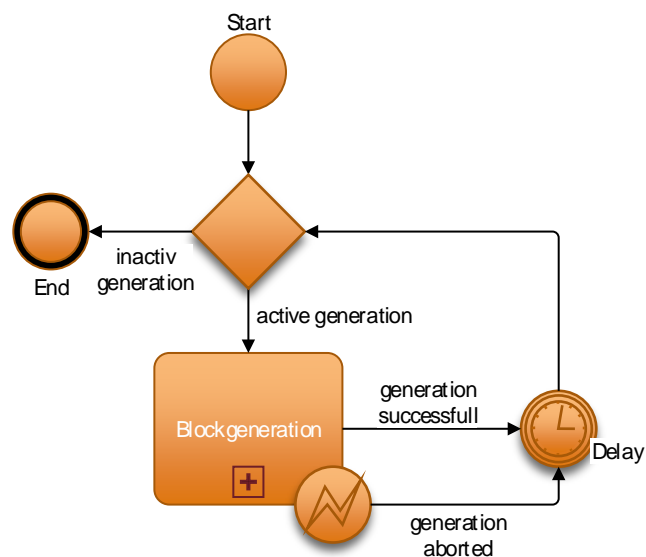 Start
inactiv
generation
End
active generation
Blockgeneration
generation
successfull
Delay
generation
aborted